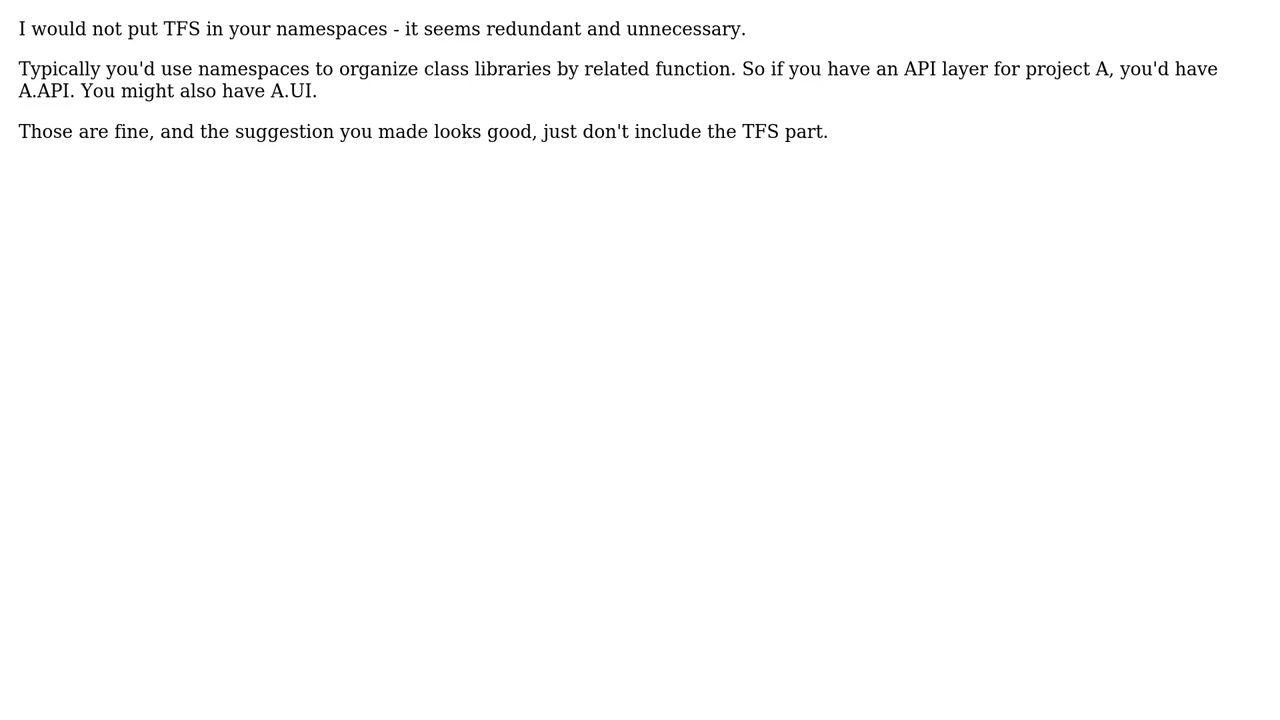 I would not put TFS in your namespaces - it seems redundant and unnecessary.
Typically you'd use namespaces to organize class libraries by related function. So if you have an API layer for project A, you'd have
A.API. You might also have A.UI.
Those are fine, and the suggestion you made looks good, just don't include the TFS part.